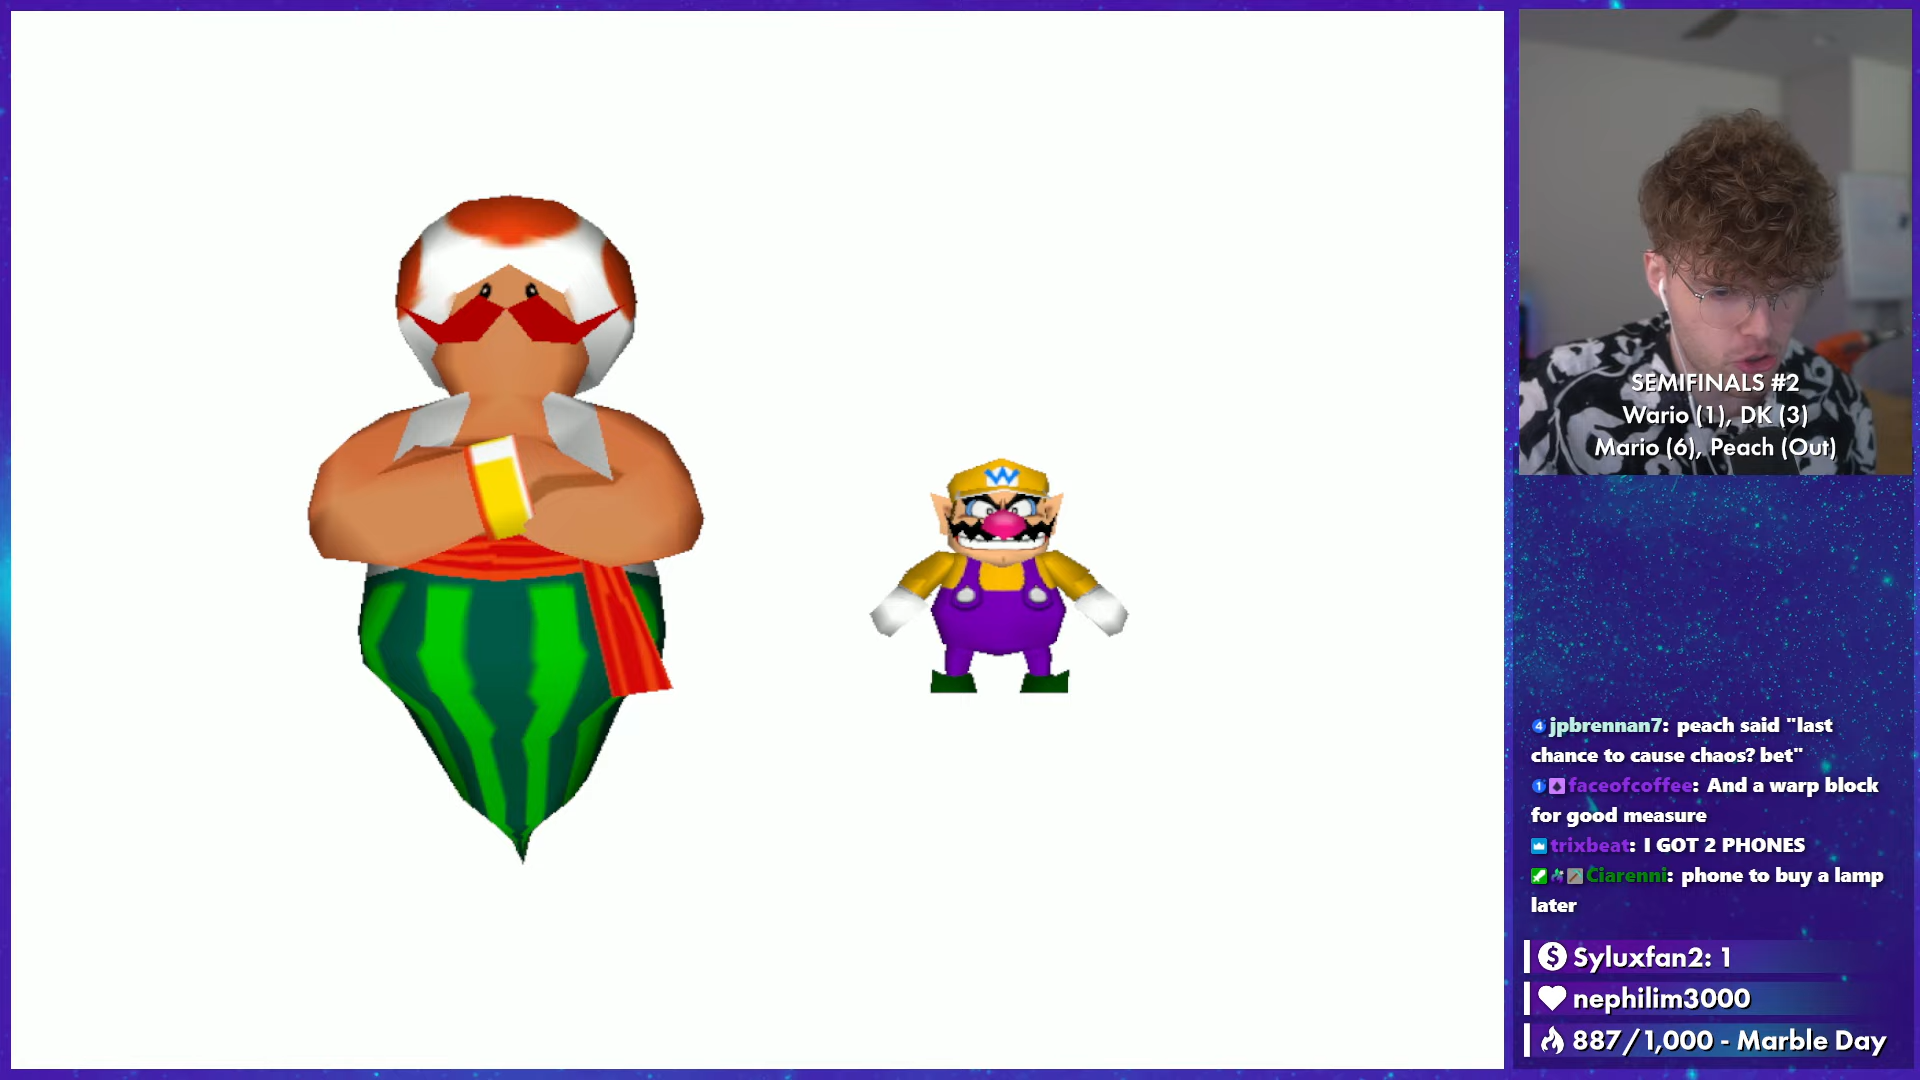 W
SEMIFINALS #2
Wario (1), DK (3)
Mario (6), Peach (Out)
4 jpbrennan7: peach said "last
chance to cause chaos? bet"
1 faceofcoffee: And a warp block
for good measure
trixbeat: I GOT 2 PHONES
Ciarenni: phone to buy a lamp
later
$ Syluxfan2: 1
nephilim3000
887/1,000 - Marble Day